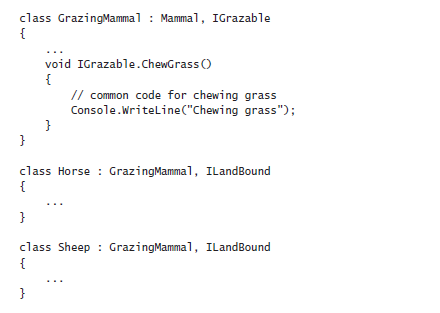 class GrazingMammal : Mammal, IGrazable
{
    ...
    void IGrazable.ChewGrass()
    {
        // common code for chewing grass
        Console.WriteLine("Chewing grass");
    }
}

class Horse : GrazingMammal, ILandBound
{
    ...
}

class Sheep : GrazingMammal, ILandBound
{
    ...
}